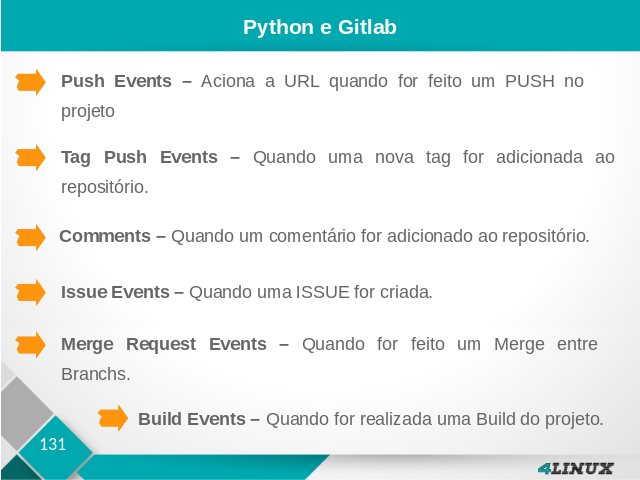 Python e Gitlab
Push Events – Aciona a URL quando for feito um PUSH no
projeto
Tag Push Events – Quando uma nova tag for adicionada ao
repositório.
Comments – Quando um comentário for adicionado ao repositório.
Issue Events – Quando uma ISSUE for criada.
Merge Request Events – Quando for feito um Merge entre
Branchs.
Build Events – Quando for realizada uma Build do projeto.
131
4LINUX